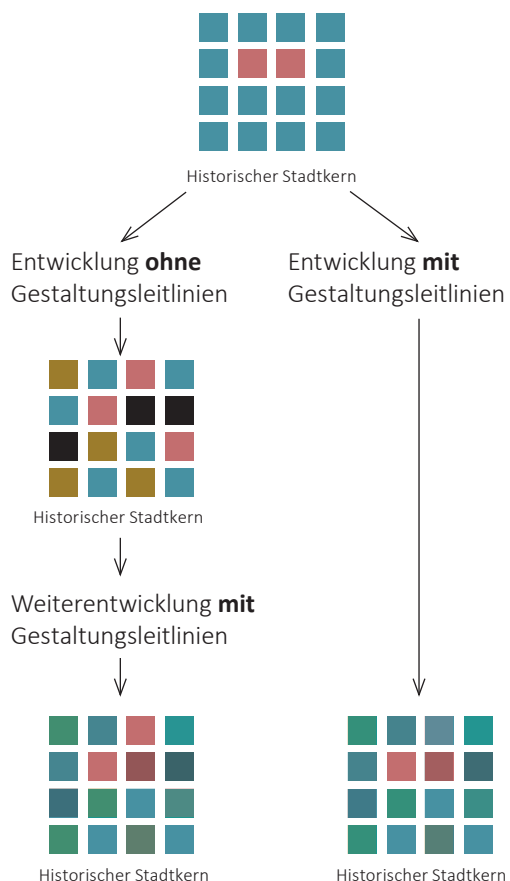 Historischer Stadtkern
Entwicklung ohne
Gestaltungsleitlinien
Entwicklung mit
Gestaltungsleitlinien
Historischer Stadtkern
Weiterentwicklung mit
Gestaltungsleitlinien
Historischer Stadtkern
Historischer Stadtkern